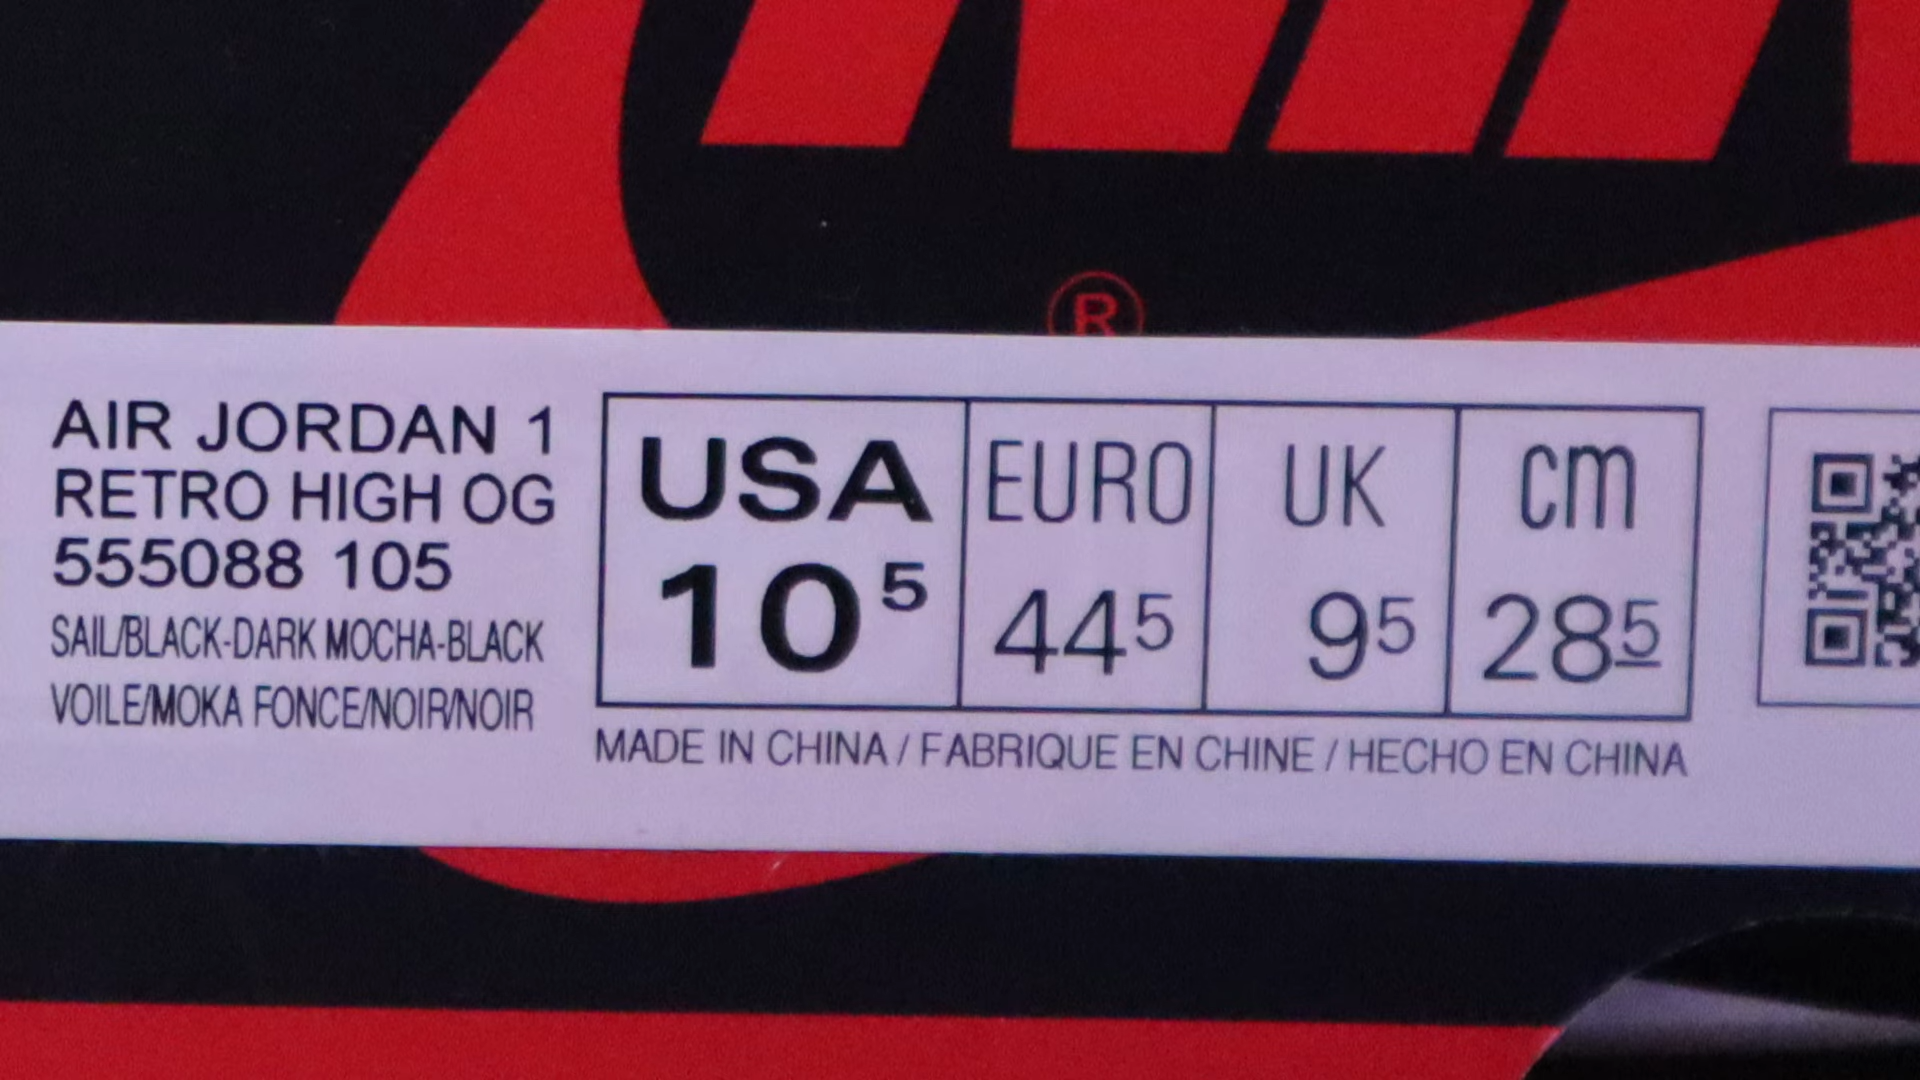 ®
AIR JORDAN 1
RETRO HIGH OG
555088 105
SAIL/BLACK-DARK MOCHA-BLACK
VOILE/MOKA FONCE/NOIR/NOIR
USA EURO UK cm
10⁵ 44⁵ 9⁵ 28⁵
MADE IN CHINA / FABRIQUE EN CHINE / HECHO EN CHINA